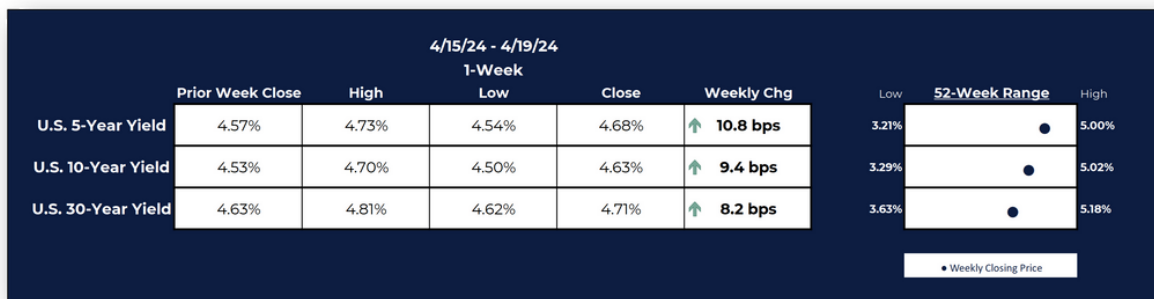 4/15/24 - 4/19/24
1-Week
Prior Week Close High Low Close Weekly Chg Low 52-Week Range High
U.S. 5-Year Yield 4.57% 4.73% 4.54% 4.68% 10.8 bps 3.21% 5.00%
U.S. 10-Year Yield 4.53% 4.70% 4.50% 4.63% 9.4 bps 3.29% 5.02%
U.S. 30-Year Yield 4.63% 4.81% 4.62% 4.71% 8.2 bps 3.63% 5.18%
● Weekly Closing Price